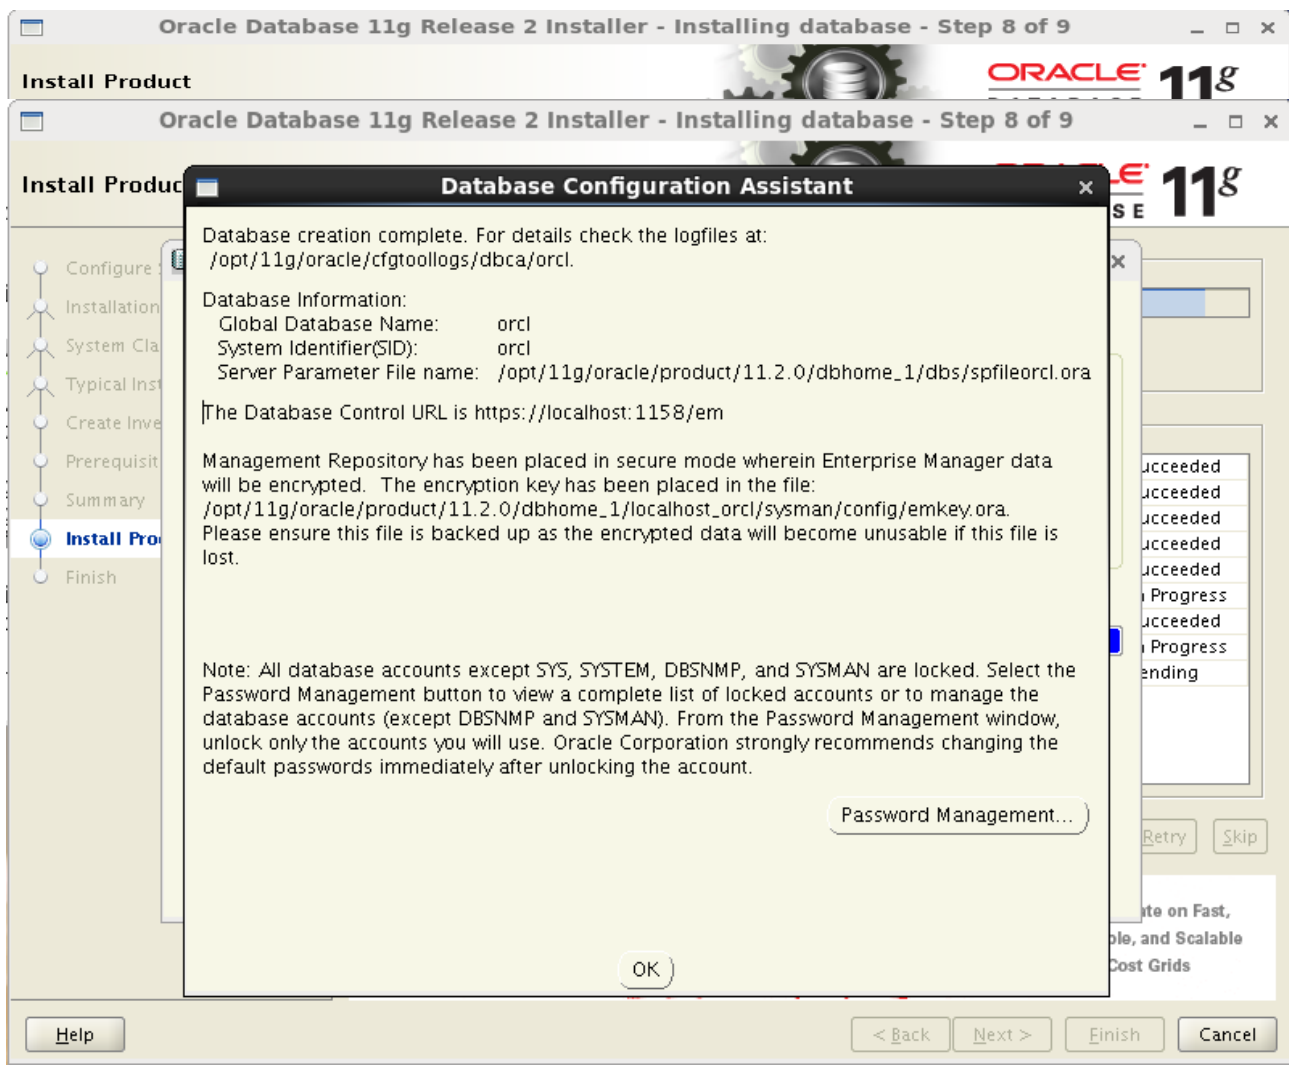 Oracle Database 11g Release 2 Installer - Installing database - Step 8 of 9
Install Product
ORACLE 11g
Oracle Database 11g Release 2 Installer - Installing database - Step 8 of 9
11g
Database Configuration Assistant
Database creation complete. For details check the logfiles at:
/opt/11g/oracle/cfgtoollogs/dbca/orcl.
Database Information:
Global Database Name: orcl
System Identifier(SID): orcl
Server Parameter File name: /opt/11g/oracle/product/11.2.0/dbhome_1/dbs/spfileorcl.ora
The Database Control URL is https://localhost:1158/em
Management Repository has been placed in secure mode wherein Enterprise Manager data
will be encrypted. The encryption key has been placed in the file:
/opt/11g/oracle/product/11.2.0/dbhome_1/localhost_orcl/sysman/config/emkey.ora.
Please ensure this file is backed up as the encrypted data will become unusable if this file is
lost.
Note: All database accounts except SYS, SYSTEM, DBSNMP, and SYSMAN are locked. Select the
Password Management button to view a complete list of locked accounts or to manage the
database accounts (except DBSNMP and SYSMAN). From the Password Management window,
unlock only the accounts you will use. Oracle Corporation strongly recommends changing the
default passwords immediately after unlocking the account.
Password Management...
OK
Install Produc
Configure
Installation
System Cla
Typical Inst
Create Inve
Prerequisit
Summary
Install Pro
Finish
ucceeded
ucceeded
ucceeded
ucceeded
ucceeded
Progress
ucceeded
Progress
ending
Retry Skip
on Fast,
and Scalable
Cost Grids
Help
< Back Next > Finish Cancel